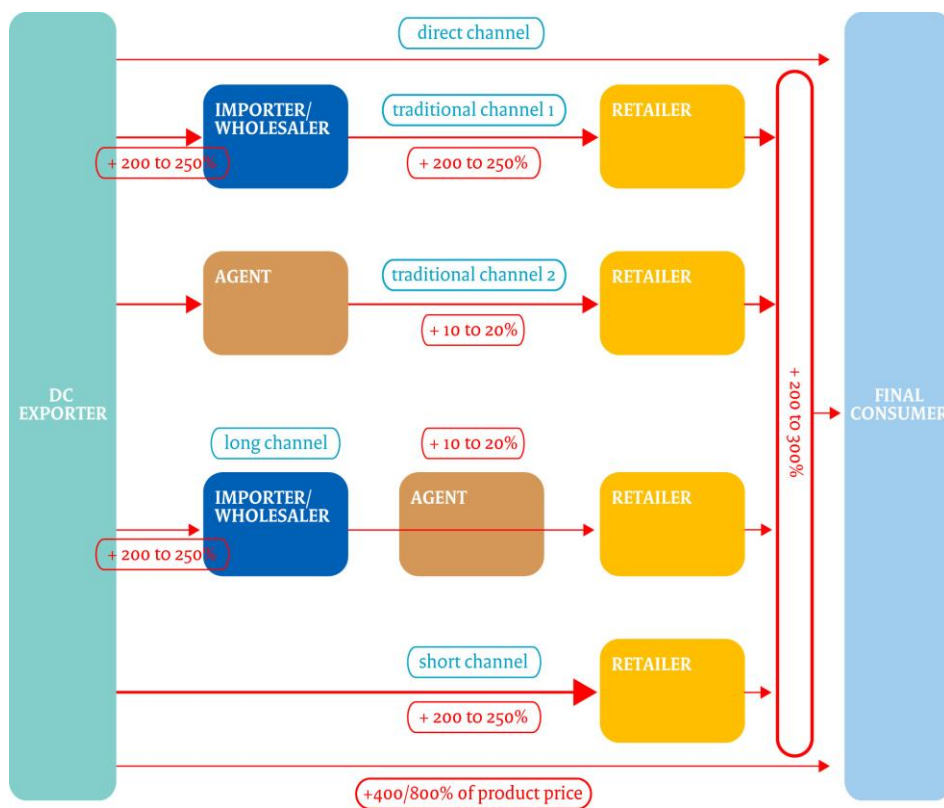 direct channel
IMPORTER/
WHOLESALER
traditional channel 1
RETAILER
+ 200 to 250%
+ 200 to 250%
AGENT
traditional channel 2
RETAILER
+ 10 to 20%
DC
EXPORTER
+ 200 to 300%
FINAL
CONSUMER
long channel
+ 10 to 20%
IMPORTER/
WHOLESALER
AGENT
RETAILER
+ 200 to 250%
short channel
RETAILER
+ 200 to 250%
+400/800% of product price